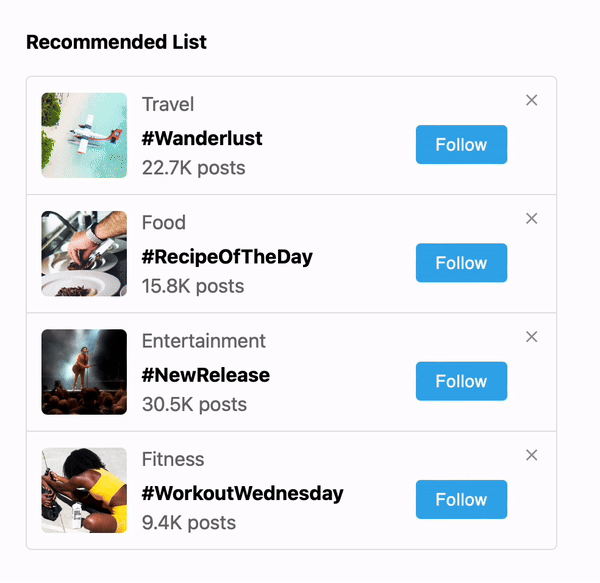 Recommended List
Travel
#Wanderlust
22.7K posts
Follow
Food
#RecipeOfTheDay
15.8K posts
Follow
Entertainment
#NewRelease
30.5K posts
Follow
Fitness
#WorkoutWednesday
9.4K posts
Follow